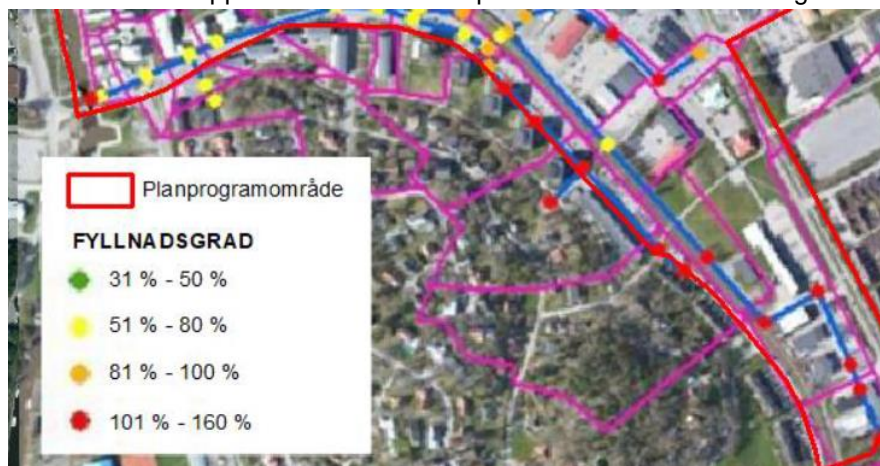 Planprogramområde
FYLLNADSGRAD
31 % - 50 %
51 % - 80 %
81 % - 100 %
101 % - 160 %